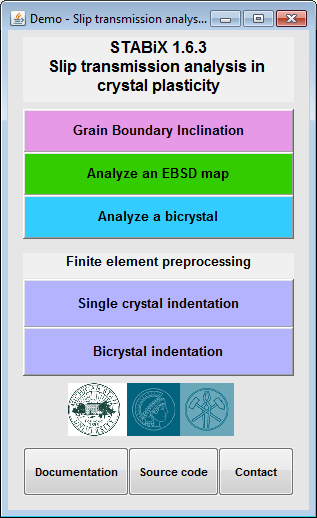 Demo - Slip transmission analys...
STABiX 1.6.3
Slip transmission analysis in
crystal plasticity
Grain Boundary Inclination
Analyze an EBSD map
Analyze a bicrystal
Finite element preprocessing
Single crystal indentation
Bicrystal indentation
Documentation
Source code
Contact